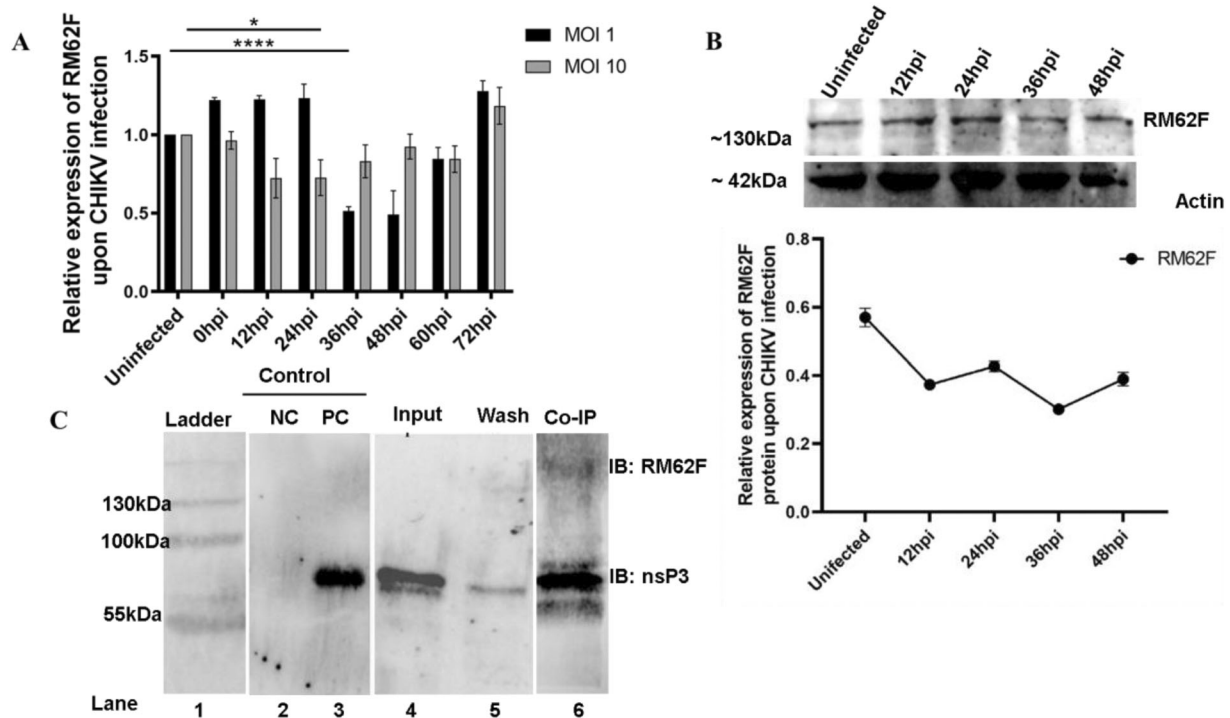 A
*
****
MOI 1
MOI 10
Relative expression of RM62F
upon CHIKV infection
1.5
1.0
0.5
0.0
Uninfected
0hpi
12hpi
24hpi
36hpi
48hpi
60hpi
72hpi
B
Uninfected
12hpi
24hpi
36hpi
48hpi
RM62F
~130kDa
~ 42kDa
Actin
Relative expression of RM62F
protein upon CHIKV infection
0.8
0.6
0.4
0.2
0.0
RM62F
Uninfected
12hpi
24hpi
36hpi
48hpi
C
Control
Ladder NC PC Input Wash Co-IP
IB: RM62F
130kDa
100kDa
IB: nsP3
55kDa
Lane 1 2 3 4 5 6